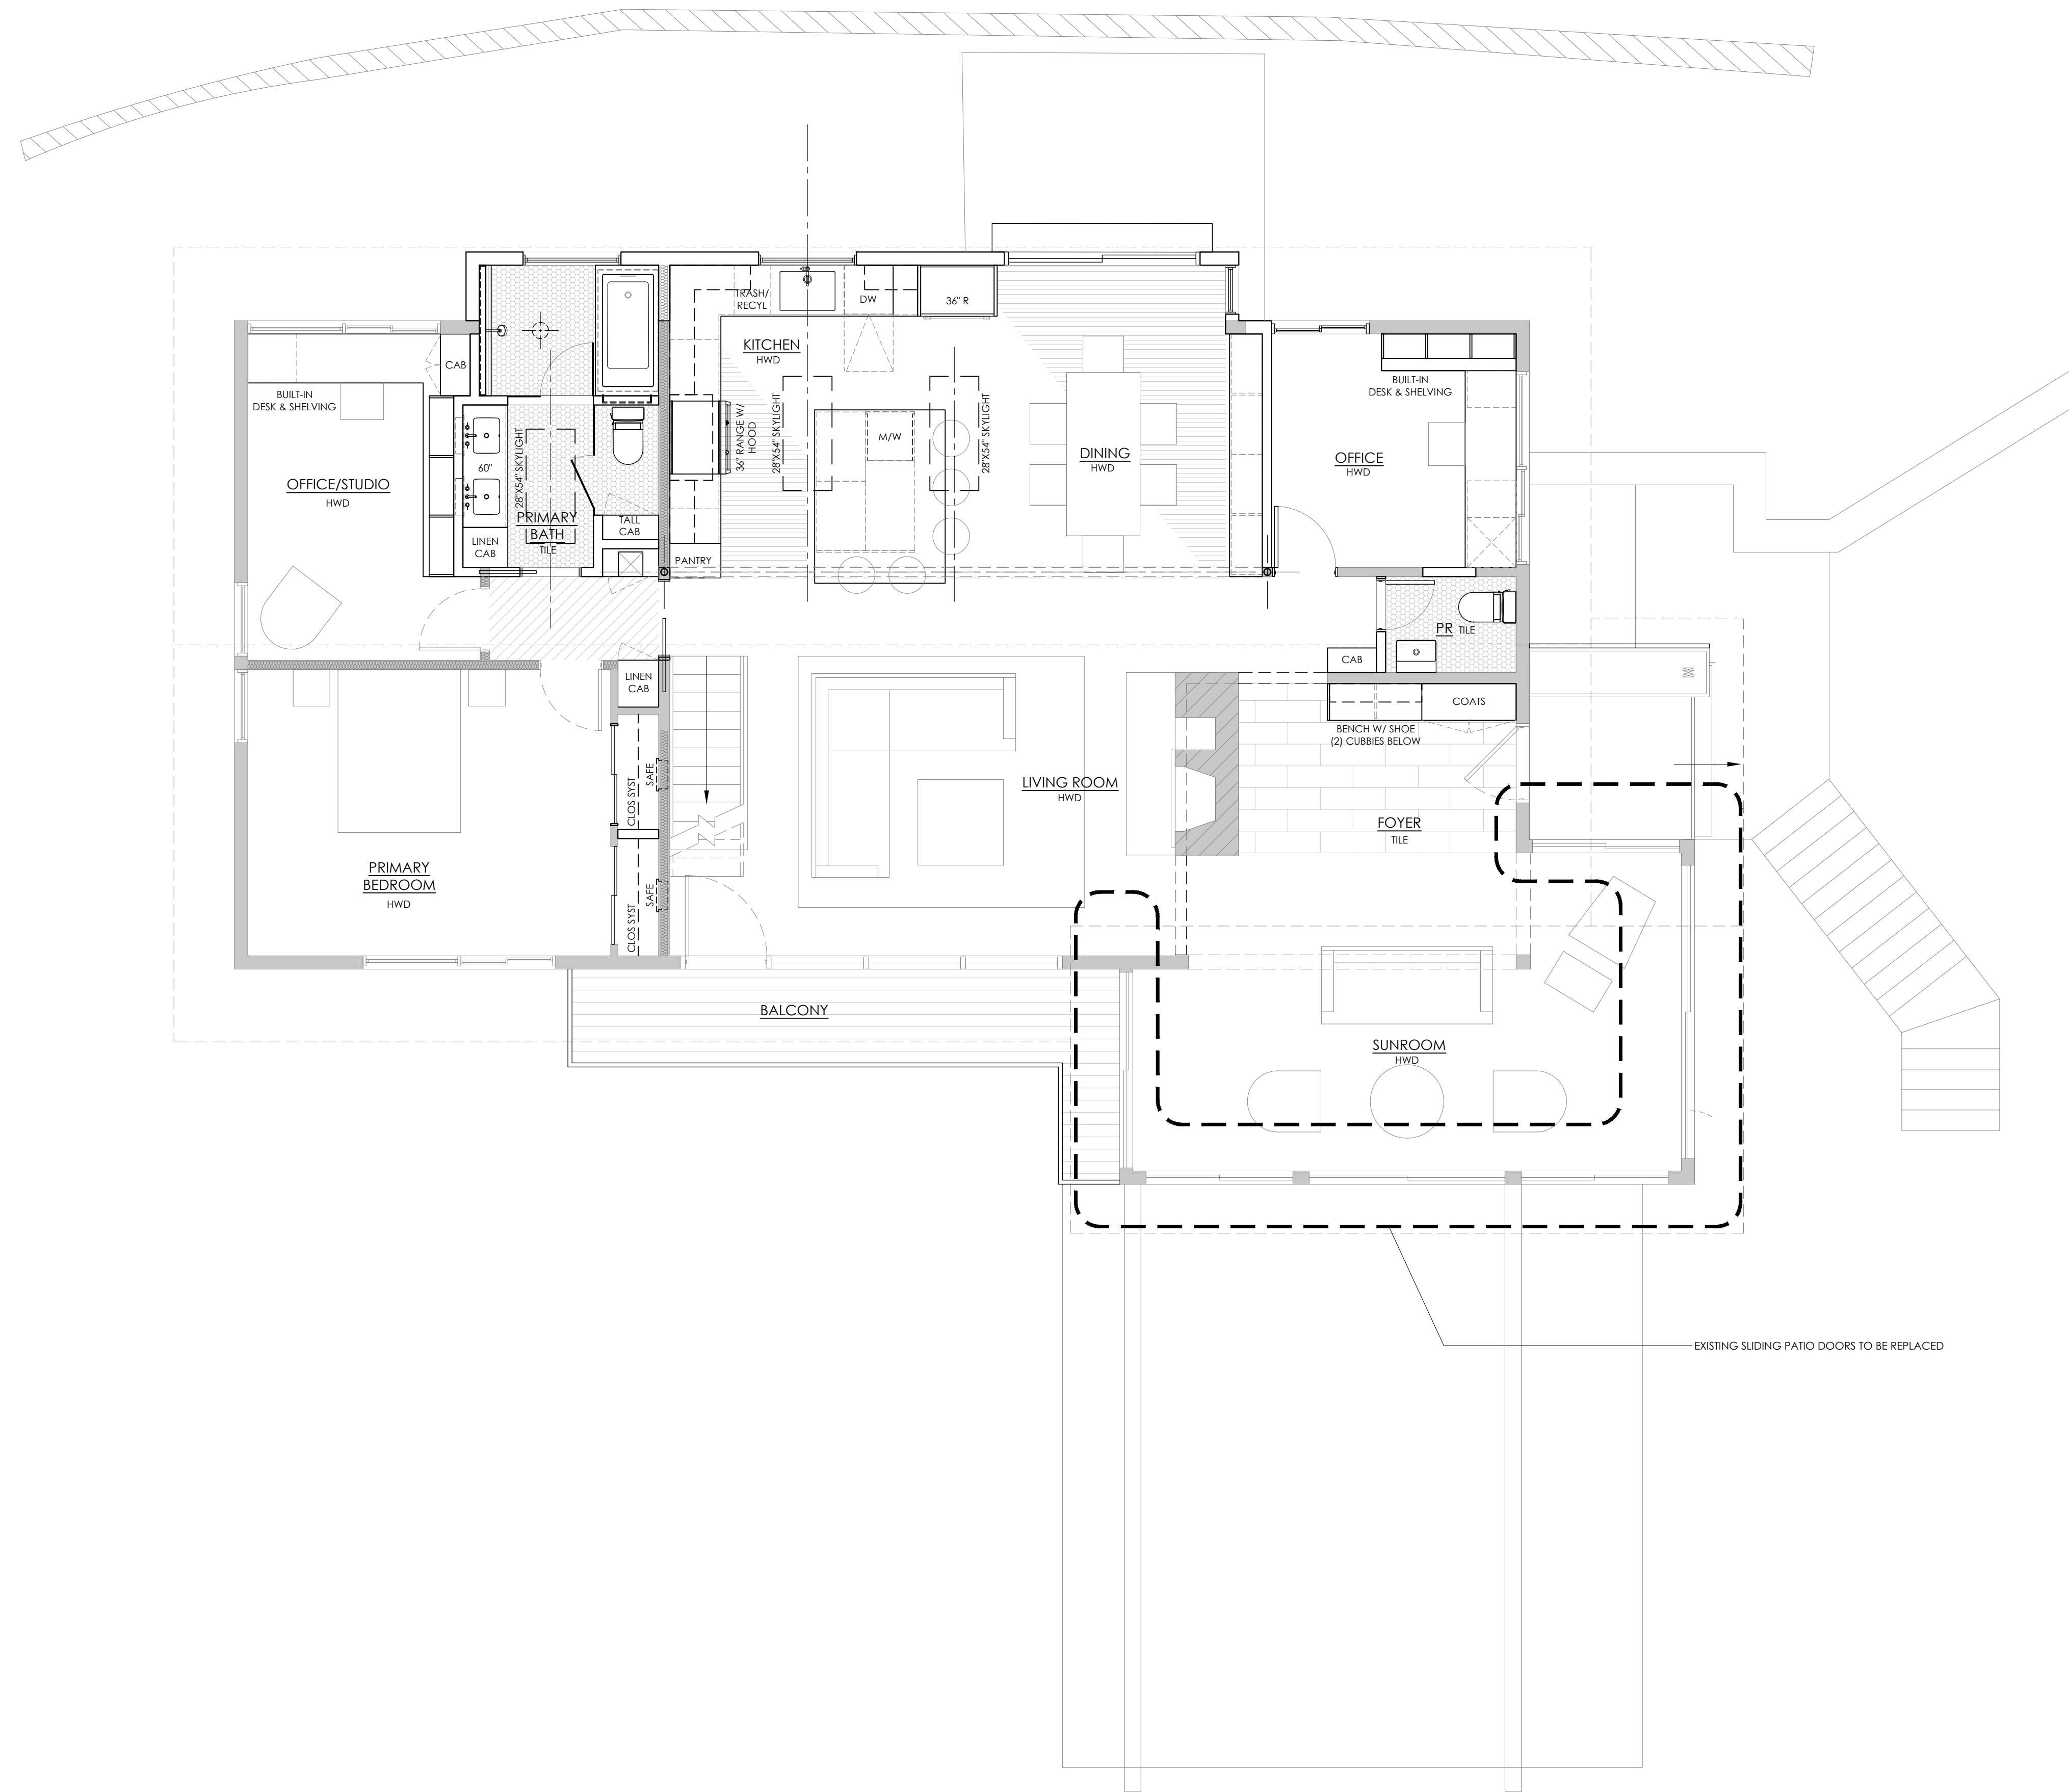 TRASH/
RECYL
DW
36" R
KITCHEN
HWD
CAB
BUILT-IN
DESK & SHELVING
BUILT-IN
DESK & SHELVING
36" RANGE W/
HOOD
28"X54" SKYLIGHT
M/W
28"X54" SKYLIGHT
DINING
HWD
OFFICE
HWD
OFFICE/STUDIO
HWD
60"
28"X54" SKYLIGHT
PRIMARY
BATH
TILE
TALL
CAB
LINEN
CAB
PANTRY
PR TILE
CAB
LINEN
CAB
COATS
BENCH W/ SHOE
(2) CUBBIES BELOW
SAFE
CLOS SYST
LIVING ROOM
HWD
FOYER
TILE
PRIMARY
BEDROOM
HWD
SAFE
CLOS SYST
BALCONY
SUNROOM
HWD
EXISTING SLIDING PATIO DOORS TO BE REPLACED